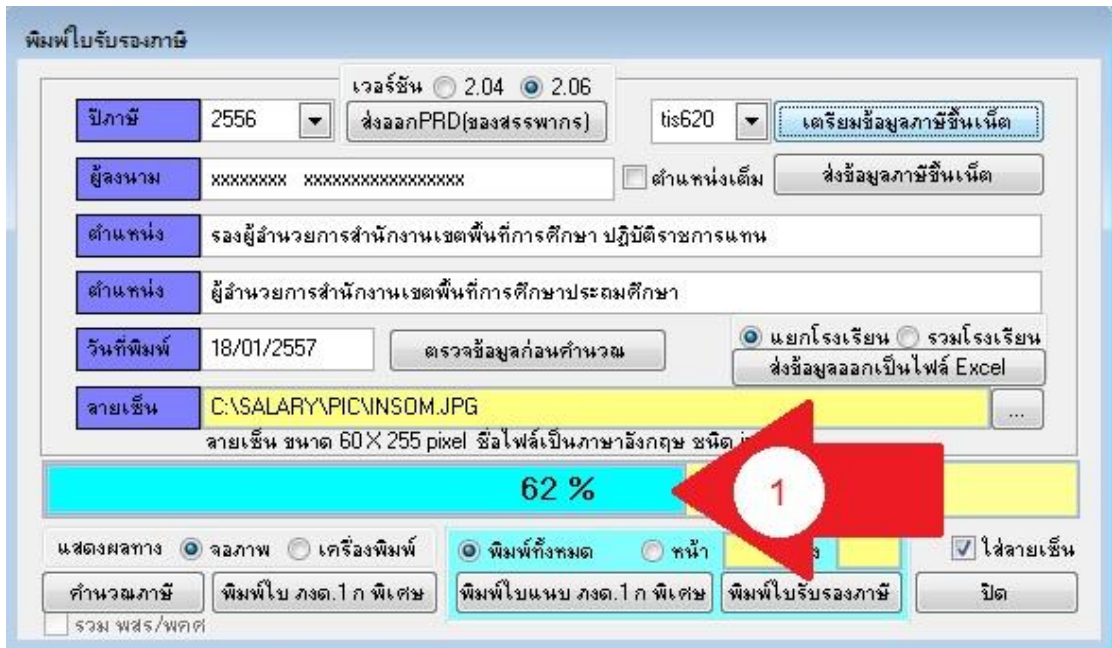 พิมพ์ใบรับรองภาษี
เวอร์ชัน 2.04 2.06
ปีภาษี 2556 ส่งออกPRD(ของสรรพากร) tis620 เตรียมข้อมูลภาษีขึ้นเน็ต
ผู้ลงนาม xxxxxxxx xxxxxxxxxxxxxxxxx ตำแหน่งเต็ม ส่งข้อมูลภาษีขึ้นเน็ต
ตำแหน่ง รองผู้อำนวยการสำนักงานเขตพื้นที่การศึกษา ปฏิบัติราชการแทน
ตำแหน่ง ผู้อำนวยการสำนักงานเขตพื้นที่การศึกษาประถมศึกษา
แยกโรงเรียน รวมโรงเรียน
วันที่พิมพ์ 18/01/2557 ตรวจข้อมูลก่อนคำนวณ ส่งข้อมูลออกเป็นไฟล์ Excel
ลายเซ็น C:\SALARY\PIC\INSOM.JPG ...
ลายเซ็น ขนาด 60 X 255 pixel ชื่อไฟล์เป็นภาษาอังกฤษ ชนิด
62 % 1
แสดงผลทาง จอภาพ เครื่องพิมพ์ พิมพ์ทั้งหมด หน้า ใส่ลายเซ็น
คำนวณภาษี พิมพ์ใบ ภงด.1 ก พิเศษ พิมพ์ใบแนบ ภงด.1 ก พิเศษ พิมพ์ใบรับรองภาษี ปิด
รวม พสร/พตศ